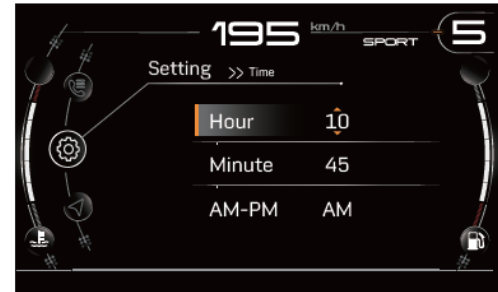 195 km/h SPORT 5
Setting >> Time
Hour 10
Minute 45
AM-PM AM